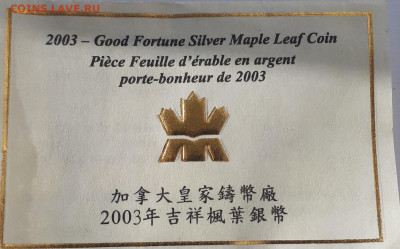 COINS.LAVE.RU
2003 – Good Fortune Silver Maple Leaf Coin
Pièce Feuille d'érable en argent
porte-bonheur de 2003
加拿大皇家鑄幣廠
2003年吉祥楓葉銀幣